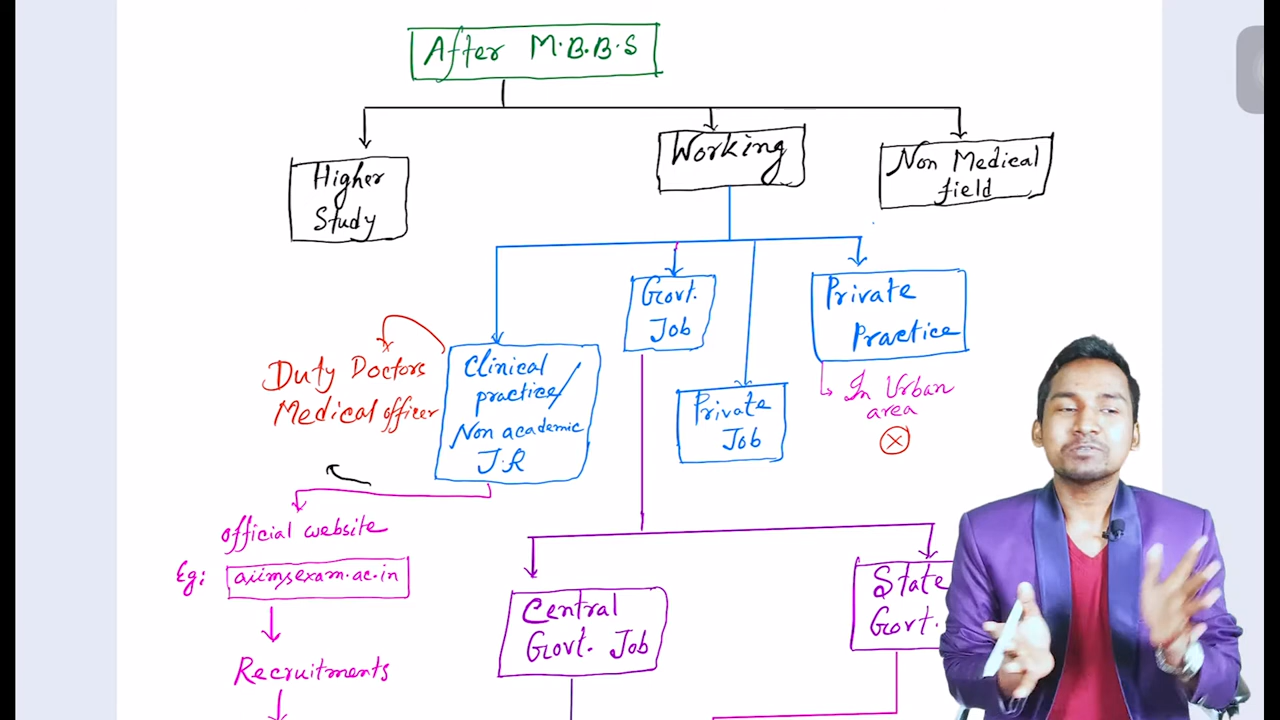 After M.B.B.S
Higher
Study
Working
Non Medical
field
Govt.
Job
Private
Practice
In Urban
area
Duty Doctors
Medical officer
Clinical
practice/
Non academic
J.R
Private
Job
official website
Eg: aiimsexam.ac.in
Recruitments
Central
Govt. Job
State
Govt.